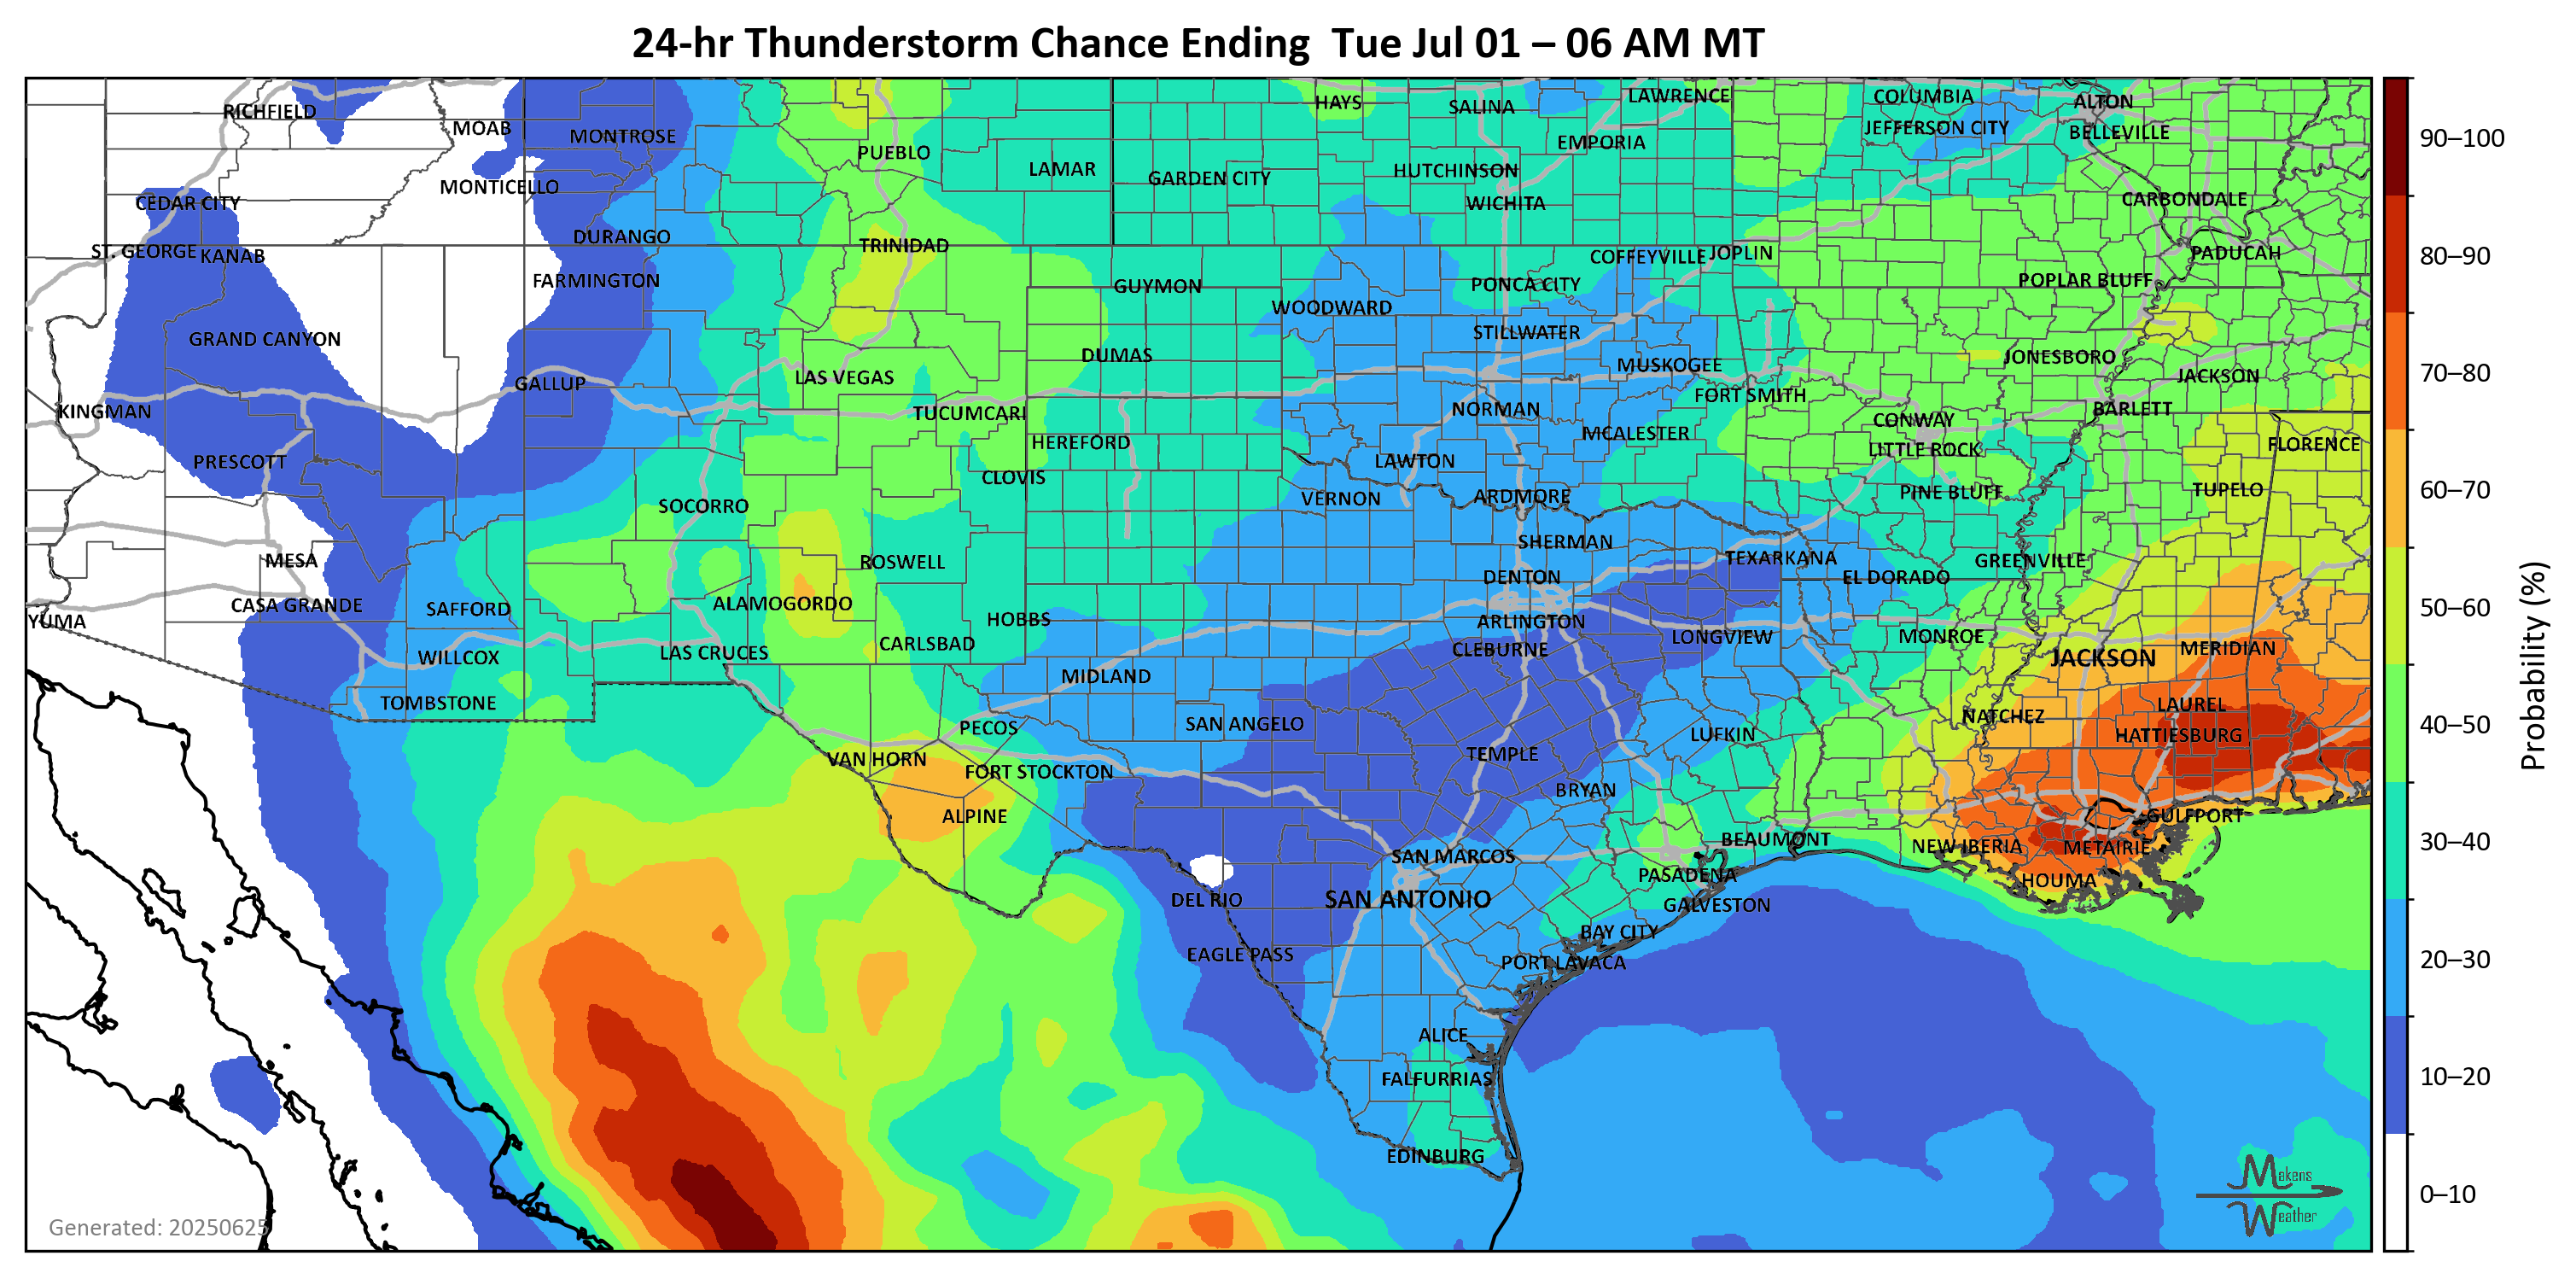 24-hr Thunderstorm Chance Ending  Tue Jul 01 – 06 AM MT
RICHFIELD
MOAB
MONTROSE
PUEBLO
LAMAR
HAYS
SALINA
LAWRENCE
COLUMBIA
ALTON
90–100
MONTICELLO
GARDEN CITY
HUTCHINSON
EMPORIA
JEFFERSON CITY
BELLEVILLE
CEDAR CITY
WICHITA
CARBONDALE
ST. GEORGE
KANAB
DURANGO
TRINIDAD
COFFEYVILLE
JOPLIN
PADUCAH
80–90
FARMINGTON
GUYMON
WOODWARD
PONCA CITY
POPLAR BLUFF
GRAND CANYON
DUMAS
STILLWATER
MUSKOGEE
JONESBORO
GALLUP
LAS VEGAS
FORT SMITH
JACKSON
70–80
KINGMAN
TUCUMCARI
NORMAN
CONWAY
BARLETT
PRESCOTT
HEREFORD
LAWTON
MCALESTER
LITTLE ROCK
FLORENCE
SOCORRO
CLOVIS
VERNON
ARDMORE
PINE BLUFF
TUPELO
60–70
MESA
ROSWELL
SHERMAN
TEXARKANA
GREENVILLE
CASA GRANDE
SAFFORD
ALAMOGORDO
DENTON
EL DORADO
50–60
YUMA
HOBBS
ARLINGTON
WILLCOX
LAS CRUCES
CARLSBAD
CLEBURNE
LONGVIEW
MONROE
JACKSON
MERIDIAN
TOMBSTONE
MIDLAND
LAUREL
PECOS
SAN ANGELO
LUFKIN
NATCHEZ
HATTIESBURG
40–50
VAN HORN
FORT STOCKTON
TEMPLE
BRYAN
ALPINE
GULFPORT
SAN MARCOS
BEAUMONT
NEW IBERIA
METAIRIE
30–40
DEL RIO
SAN ANTONIO
PASADENA
GALVESTON
HOUMA
EAGLE PASS
BAY CITY
PORT LAVACA
20–30
ALICE
FALFURRIAS
10–20
EDINBURG
0–10
Probability (%)
Makens
Weather
Generated: 20250625